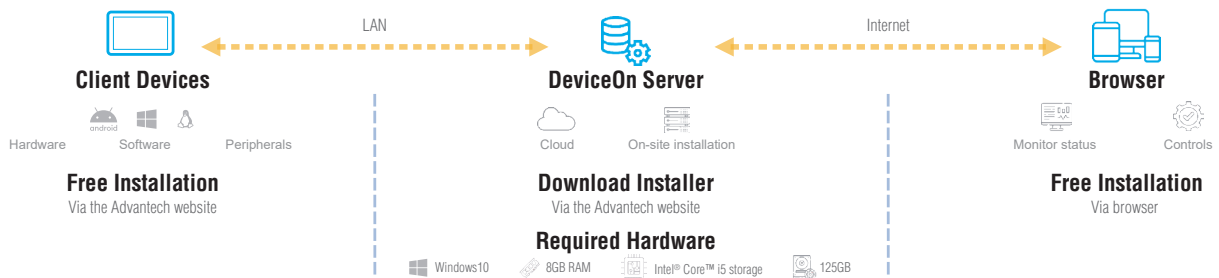 LAN
Internet
Client Devices
DeviceOn Server
Browser
android
Hardware
Software
Peripherals
Cloud
On-site installation
Monitor status
Controls
Free Installation
Via the Advantech website
Download Installer
Via the Advantech website
Free Installation
Via browser
Required Hardware
Windows10
8GB RAM
Intel® Core™ i5 storage
125GB